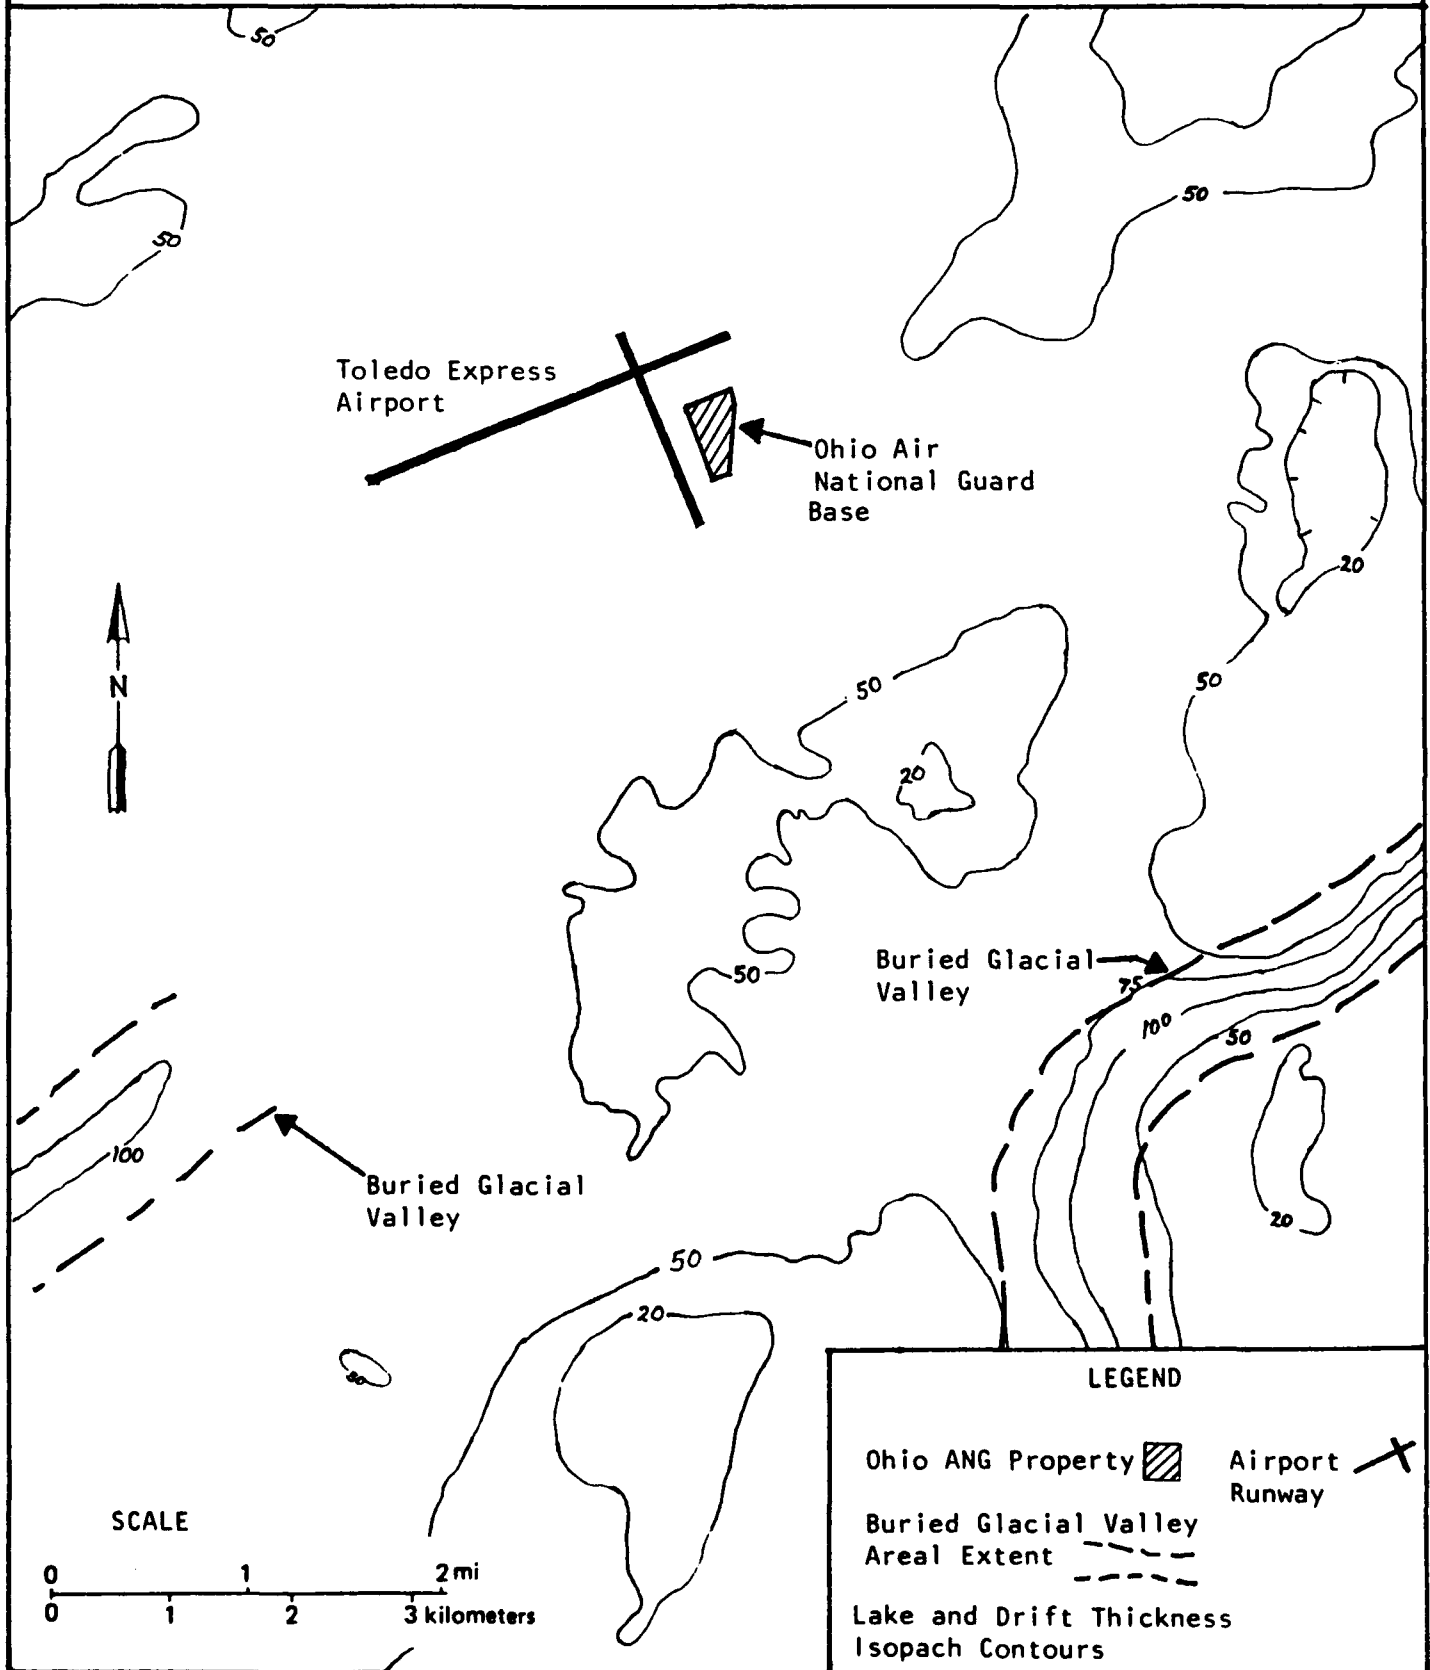 50
50
50
Toledo Express
Airport
Ohio Air
National Guard
Base
20
N
50
50
20
50
Buried Glacial
Valley
75
100
50
100
Buried Glacial
Valley
20
50
20
50
LEGEND
Ohio ANG Property
Airport
Runway
Buried Glacial Valley
Areal Extent
Lake and Drift Thickness
Isopach Contours
SCALE
0 1 2 mi
0 1 2 3 kilometers